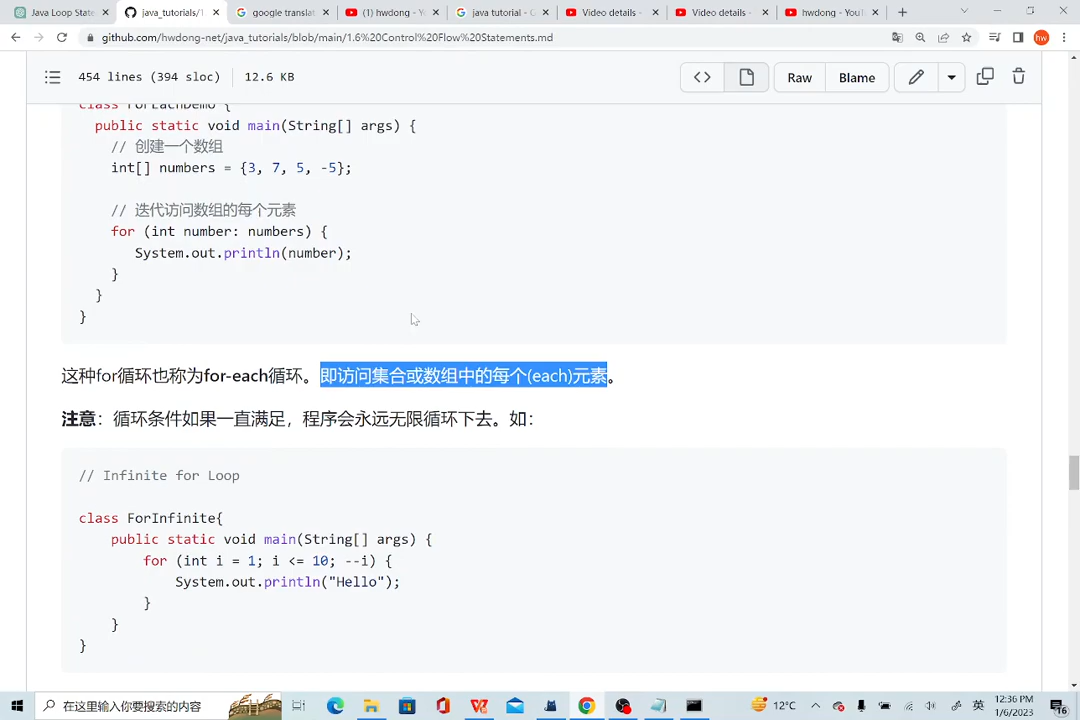 Java Loop State
java_tutorials/1.
google translat
(1) hwdong - Y
java tutorial - G
Video details -
Video details -
hwdong - You
github.com/hwdong-net/java_tutorials/blob/main/1.6%20Control%20Flow%20Statements.md
hw
454 lines (394 sloc)
12.6 KB
Raw
Blame
class ForEachDemo {
public static void main(String[] args) {
// 创建一个数组
int[] numbers = {3, 7, 5, -5};
// 迭代访问数组的每个元素
for (int number: numbers) {
System.out.println(number);
}
}
}
这种for循环也称为for-each循环。即访问集合或数组中的每个(each)元素。
注意：循环条件如果一直满足，程序会永远无限循环下去。如：
// Infinite for Loop
class ForInfinite{
public static void main(String[] args) {
for (int i = 1; i <= 10; --i) {
System.out.println("Hello");
}
}
}
在这里输入你要搜索的内容
12°C
英
12:36 PM
1/6/2023
16